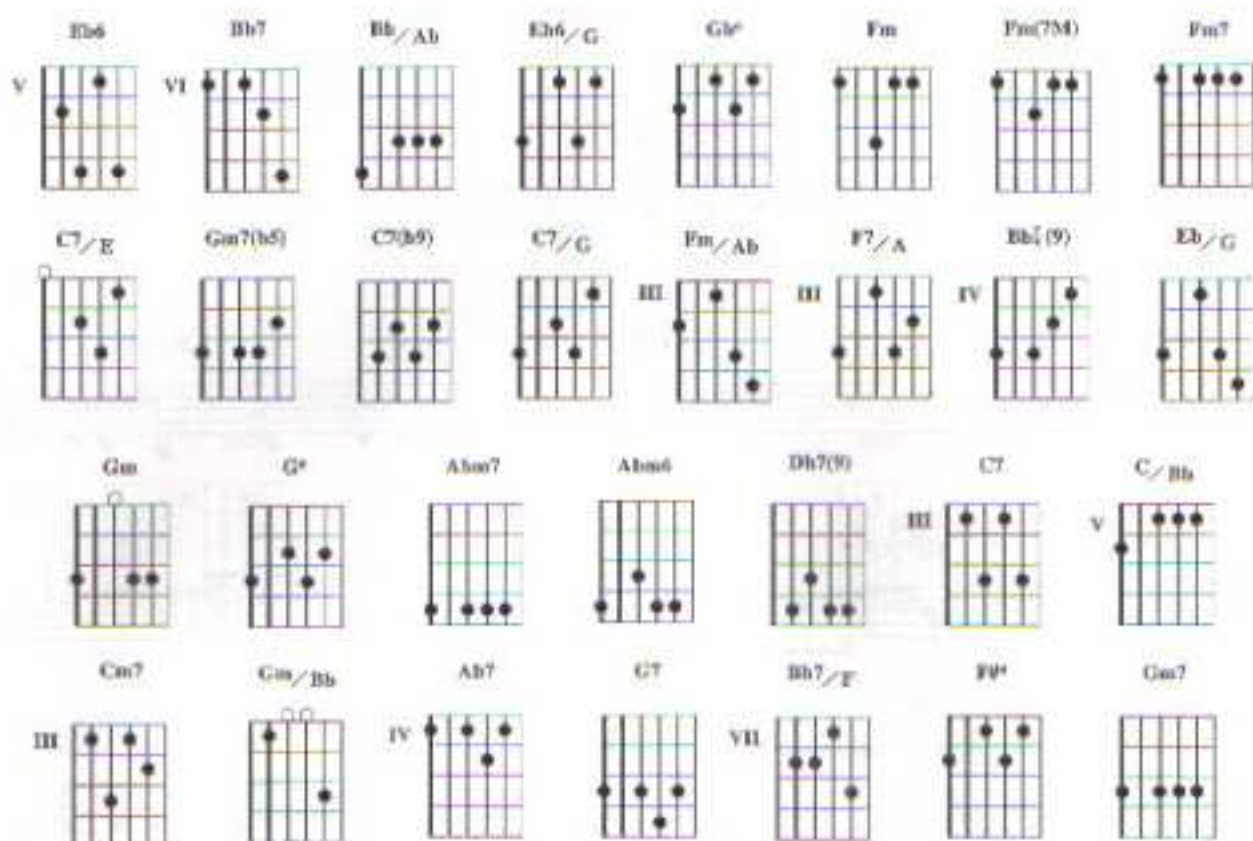 Eb6 Bb7 Bb/Ab Eb6/G Gb° Fm Fm(7M) Fm7
V VI
C7/E Gm7(b5) C7(b9) C7/G Fm/Ab F7/A Bb7(9) Eb/G
III III IV
Gm G° Abm7 Abm6 Db7(9) C7 C/Bb
III V
Cm7 Gm/Bb Ab7 G7 Bb7/F F#° Gm7
III IV VII